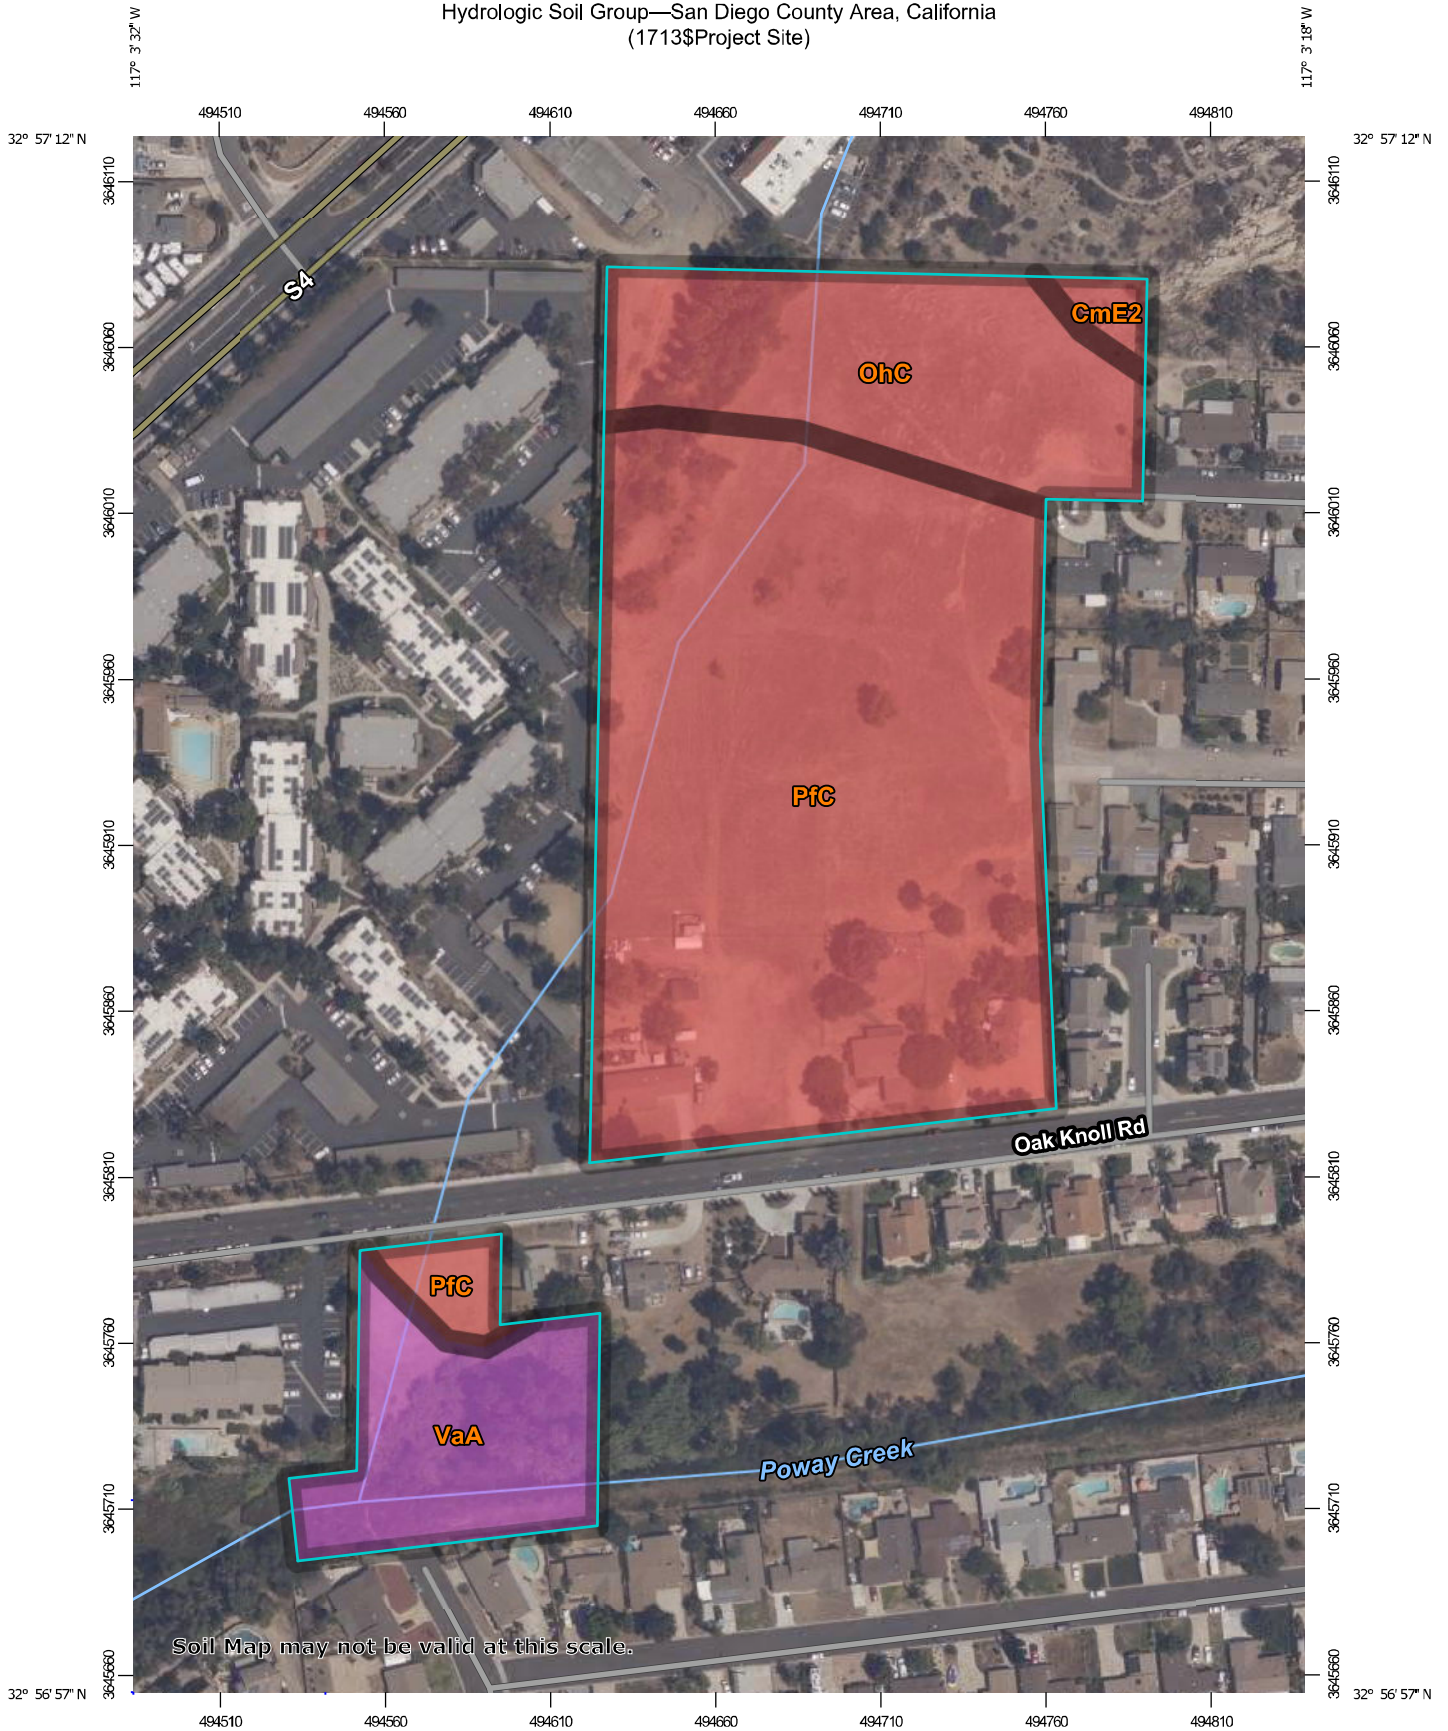 Hydrologic Soil Group—San Diego County Area, California
(1713$Project Site)
117° 3' 32" W
117° 3' 18" W
494510 494560 494610 494660 494710 494760 494810
32° 57' 12" N
32° 57' 12" N
3646110
3646110
S4
CmE2
3646060
3646060
OhC
3646010
3646010
3645960
3645960
PfC
3645910
3645910
3645860
3645860
Oak Knoll Rd
3645810
3645810
PfC
3645760
3645760
VaA
Poway Creek
3645710
3645710
Soil Map may not be valid at this scale.
3645660
3645660
32° 56' 57" N
32° 56' 57" N
494510 494560 494610 494660 494710 494760 494810